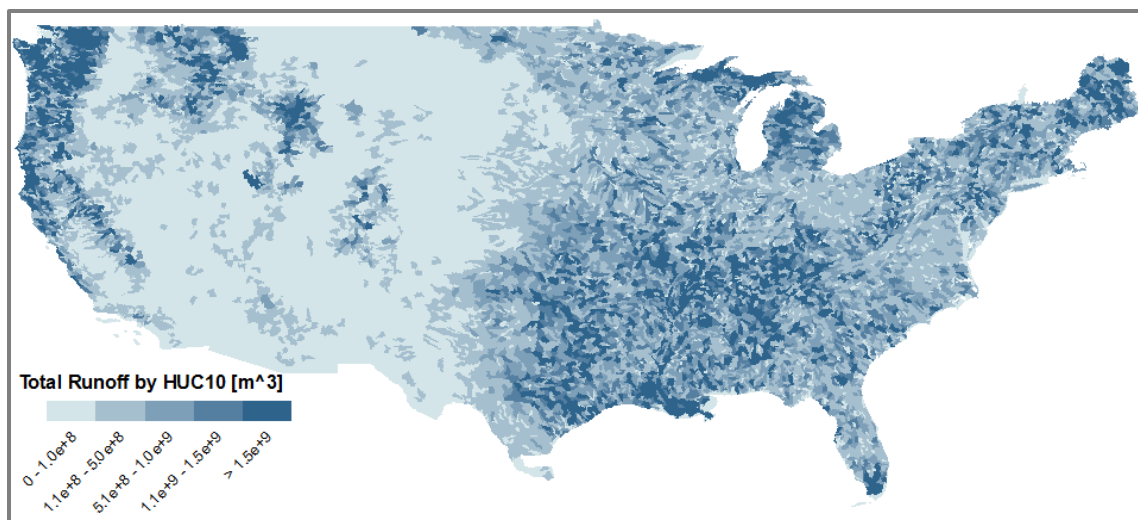 Total Runoff by HUC10 [m^3]
0 - 1.0e+8
1.1e+8 - 5.0e+8
5.1e+8 - 1.0e+9
1.1e+9 - 1.5e+9
> 1.5e+9